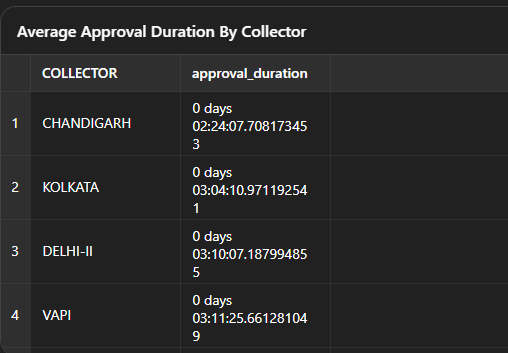 Average Approval Duration By Collector
COLLECTOR approval_duration
1 CHANDIGARH 0 days
02:24:07.70817345
3
2 KOLKATA 0 days
03:04:10.97119254
1
3 DELHI-II 0 days
03:10:07.18799485
5
4 VAPI 0 days
03:11:25.66128104
9